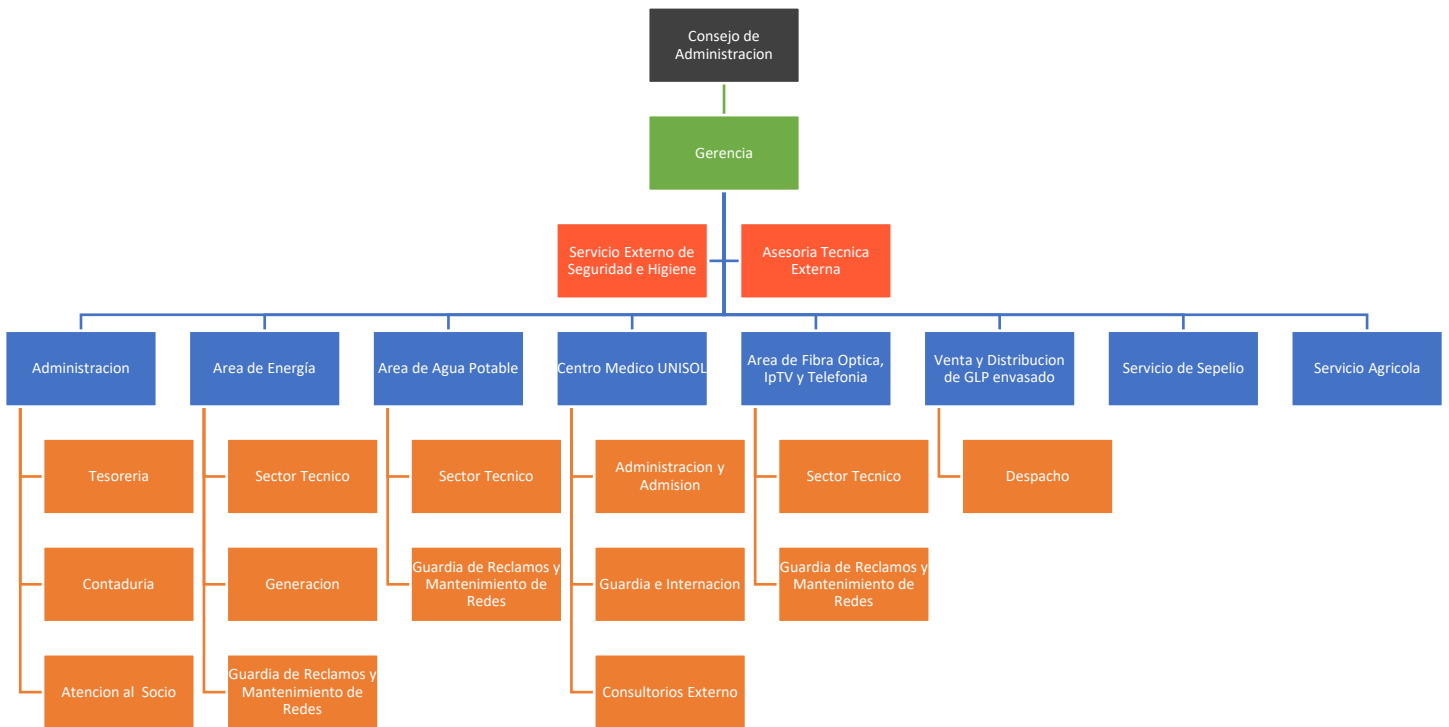 Consejo de
Administracion
Gerencia
Servicio Externo de
Seguridad e Higiene
Asesoria Tecnica
Externa
Administracion
Area de Energía
Area de Agua Potable
Centro Medico UNISOL
Area de Fibra Optica,
IpTV y Telefonia
Venta y Distribucion
de GLP envasado
Servicio de Sepelio
Servicio Agricola
Tesoreria
Sector Tecnico
Sector Tecnico
Administracion y
Admision
Sector Tecnico
Despacho
Contaduria
Generacion
Guardia de Reclamos y
Mantenimiento de
Redes
Guardia e Internacion
Guardia de Reclamos y
Mantenimiento de
Redes
Atencion al  Socio
Guardia de Reclamos y
Mantenimiento de
Redes
Consultorios Externo